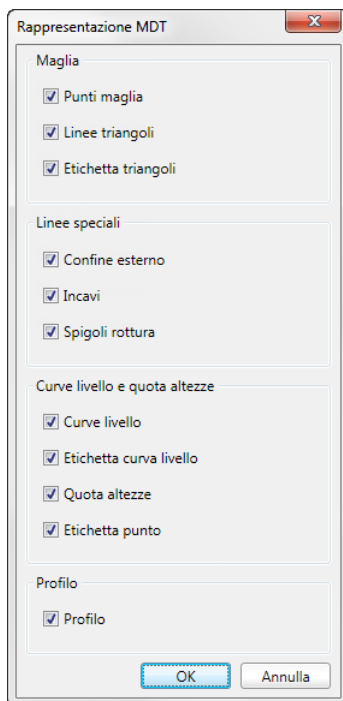 Rappresentazione MDT
Maglia
Punti maglia
Linee triangoli
Etichetta triangoli
Linee speciali
Confine esterno
Incavi
Spigoli rottura
Curve livello e quota altezze
Curve livello
Etichetta curva livello
Quota altezze
Etichetta punto
Profilo
Profilo
OK Annulla